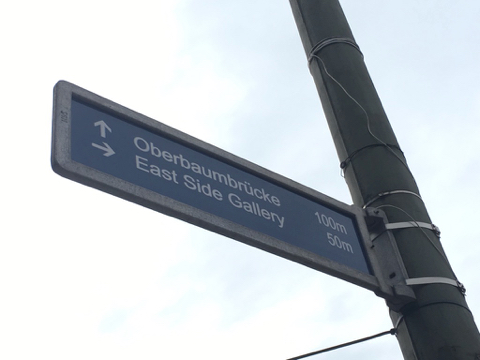 ↑ Oberbaumbrücke 100m
→ East Side Gallery 50m